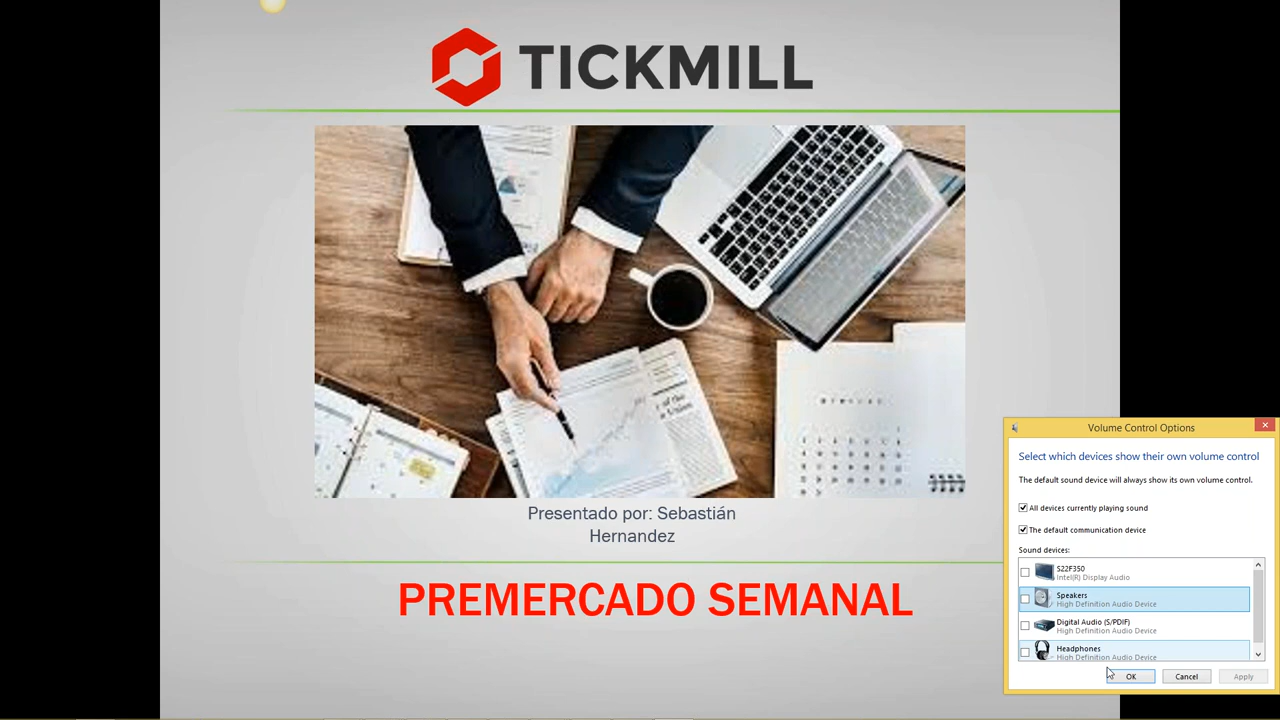 TICKMILL
of the
Presentado por: Sebastián
Hernandez
PREMERCADO SEMANAL
Volume Control Options
Select which devices show their own volume control
The default sound device will always show its own volume control.
All devices currently playing sound
The default communication device
Sound devices:
S22F350
Intel(R) Display Audio
Speakers
High Definition Audio Device
Digital Audio (S/PDIF)
High Definition Audio Device
Headphones
High Definition Audio Device
OK
Cancel
Apply